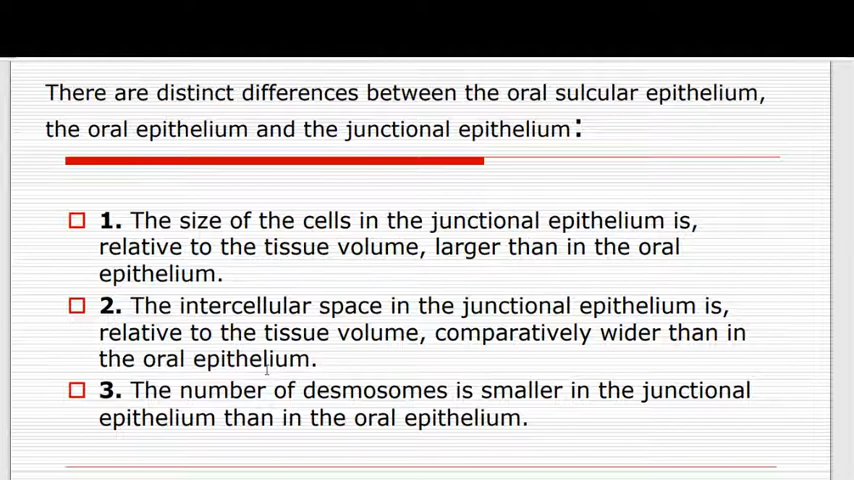 There are distinct differences between the oral sulcular epithelium,
the oral epithelium and the junctional epithelium:
1. The size of the cells in the junctional epithelium is,
relative to the tissue volume, larger than in the oral
epithelium.
2. The intercellular space in the junctional epithelium is,
relative to the tissue volume, comparatively wider than in
the oral epithelium.
3. The number of desmosomes is smaller in the junctional
epithelium than in the oral epithelium.